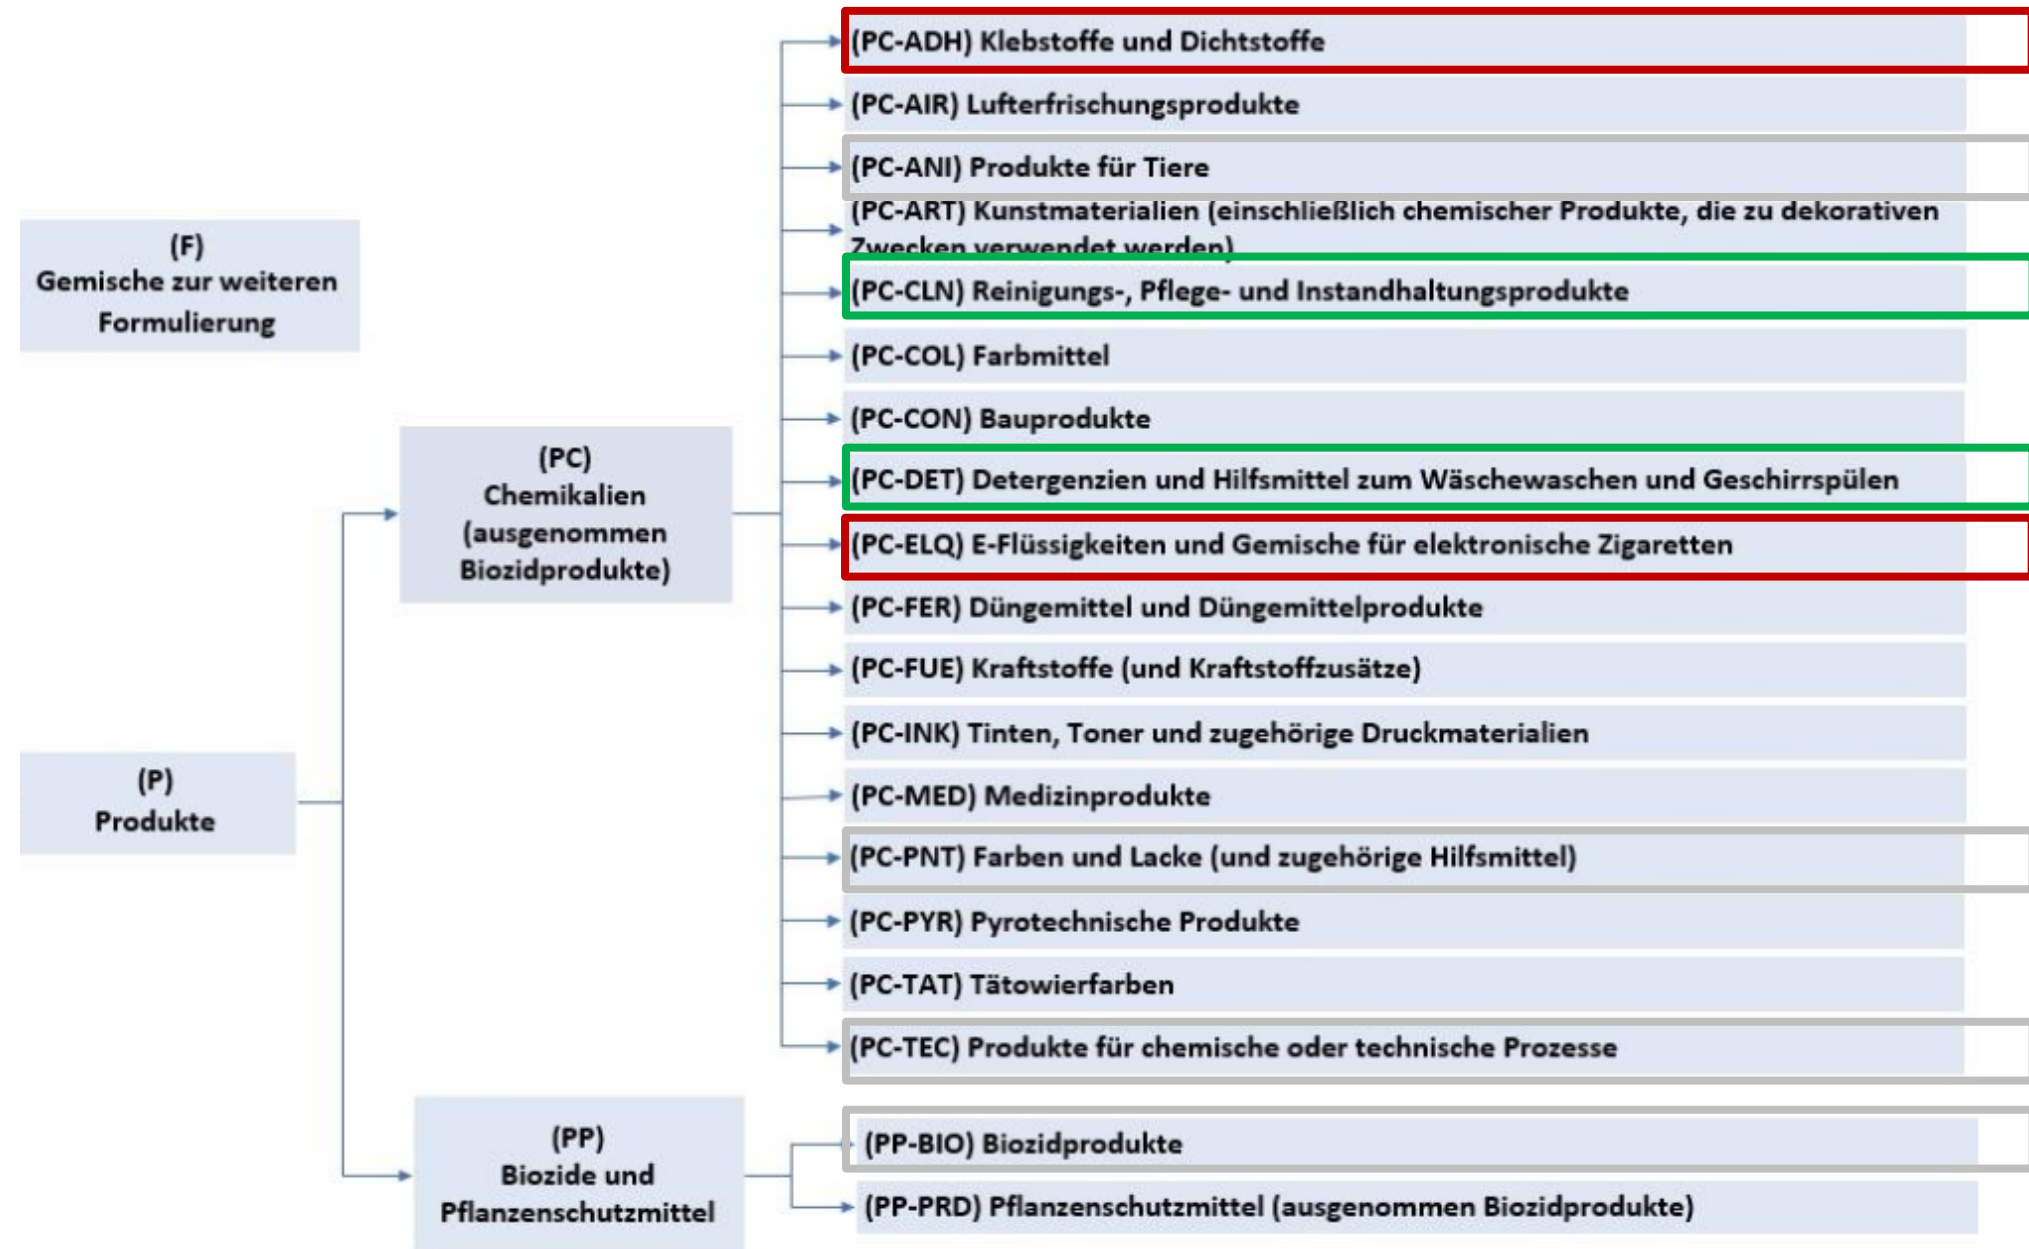 (F)
Gemische zur weiteren
Formulierung
(P)
Produkte
(PC)
Chemikalien
(ausgenommen
Biozidprodukte)
(PP)
Biozide und
Pflanzenschutzmittel
(PC-ADH) Klebstoffe und Dichtstoffe
(PC-AIR) Lufterfrischungsprodukte
(PC-ANI) Produkte für Tiere
(PC-ART) Kunstmaterialien (einschließlich chemischer Produkte, die zu dekorativen
Zwecken verwendet werden)
(PC-CLN) Reinigungs-, Pflege- und Instandhaltungsprodukte
(PC-COL) Farbmittel
(PC-CON) Bauprodukte
(PC-DET) Detergenzien und Hilfsmittel zum Wäschewaschen und Geschirrspülen
(PC-ELQ) E-Flüssigkeiten und Gemische für elektronische Zigaretten
(PC-FER) Düngemittel und Düngemittelprodukte
(PC-FUE) Kraftstoffe (und Kraftstoffzusätze)
(PC-INK) Tinten, Toner und zugehörige Druckmaterialien
(PC-MED) Medizinprodukte
(PC-PNT) Farben und Lacke (und zugehörige Hilfsmittel)
(PC-PYR) Pyrotechnische Produkte
(PC-TAT) Tätowierfarben
(PC-TEC) Produkte für chemische oder technische Prozesse
(PP-BIO) Biozidprodukte
(PP-PRD) Pflanzenschutzmittel (ausgenommen Biozidprodukte)